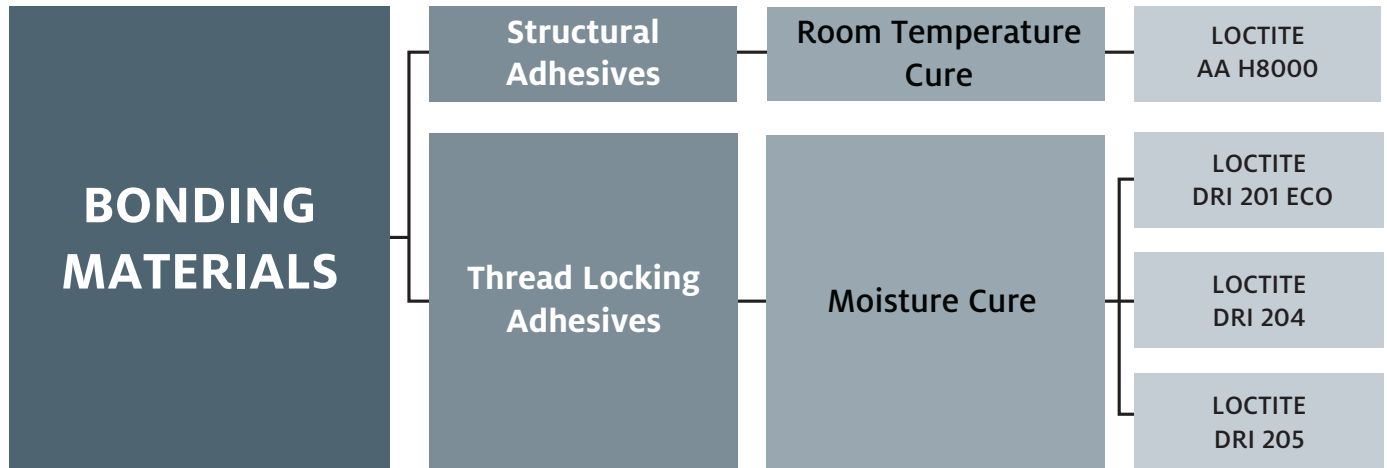 BONDING
MATERIALS
Structural
Adhesives
Room Temperature
Cure
LOCTITE
AA H8000
Thread Locking
Adhesives
Moisture Cure
LOCTITE
DRI 201 ECO
LOCTITE
DRI 204
LOCTITE
DRI 205